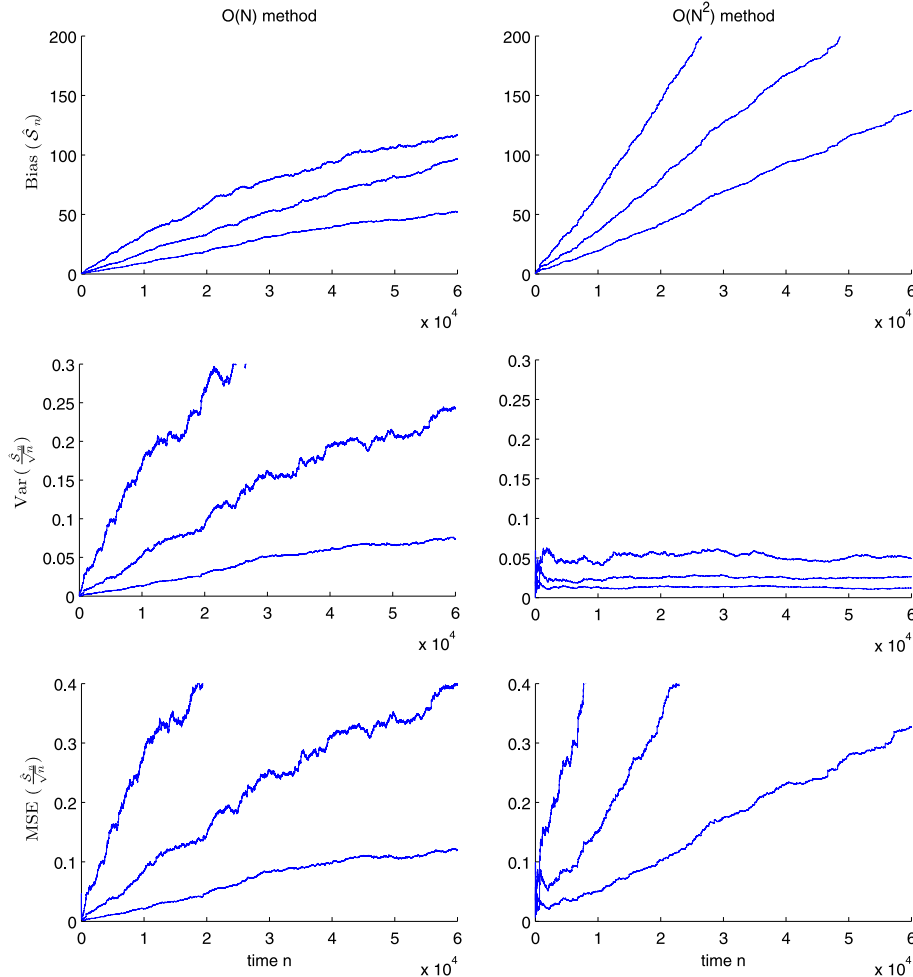 O(N) method
O(N²) method
Bias ( Ŝ n)
200
150
100
50
0
0 1 2 3 4 5 6
x 10⁴
200
150
100
50
0
0 1 2 3 4 5 6
x 10⁴
Var ( Ŝn/√n )
0.3
0.25
0.2
0.15
0.1
0.05
0
0 1 2 3 4 5 6
x 10⁴
0.3
0.25
0.2
0.15
0.1
0.05
0
0 1 2 3 4 5 6
x 10⁴
MSE ( Ŝn/√n )
0.4
0.3
0.2
0.1
0
0 1 2 3 4 5 6
time n
x 10⁴
0.4
0.3
0.2
0.1
0
0 1 2 3 4 5 6
time n
x 10⁴